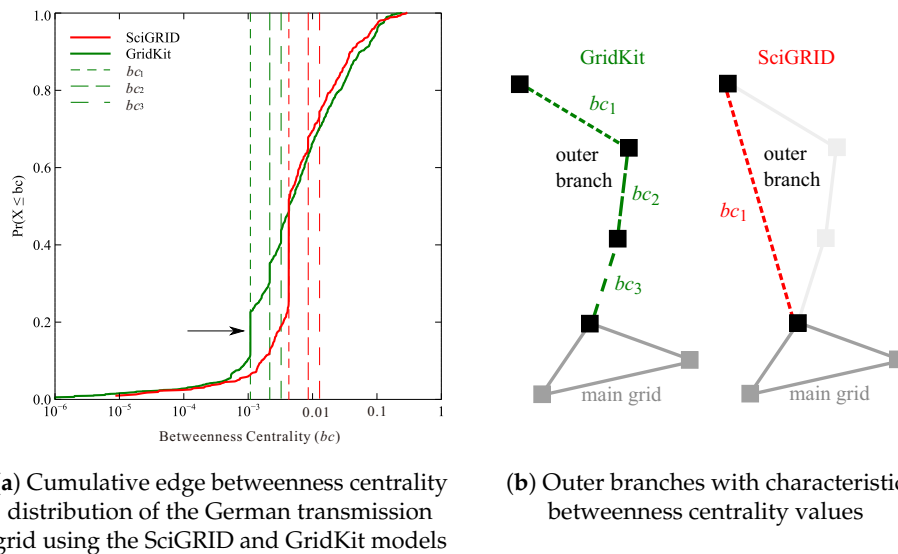 1.0
0.8
0.6
0.4
0.2
0.0
Pr(X ≤ bc)
SciGRID
GridKit
bc₁
bc₂
bc₃
10⁻⁶ 10⁻⁵ 10⁻⁴ 10⁻³ 0.01 0.1 1
Betweenness Centrality (bc)
GridKit
bc₁
outer
branch
bc₂
bc₃
main grid
SciGRID
outer
branch
bc₁
main grid
(a) Cumulative edge betweenness centrality
distribution of the German transmission
grid using the SciGRID and GridKit models
(b) Outer branches with characteristic
betweenness centrality values